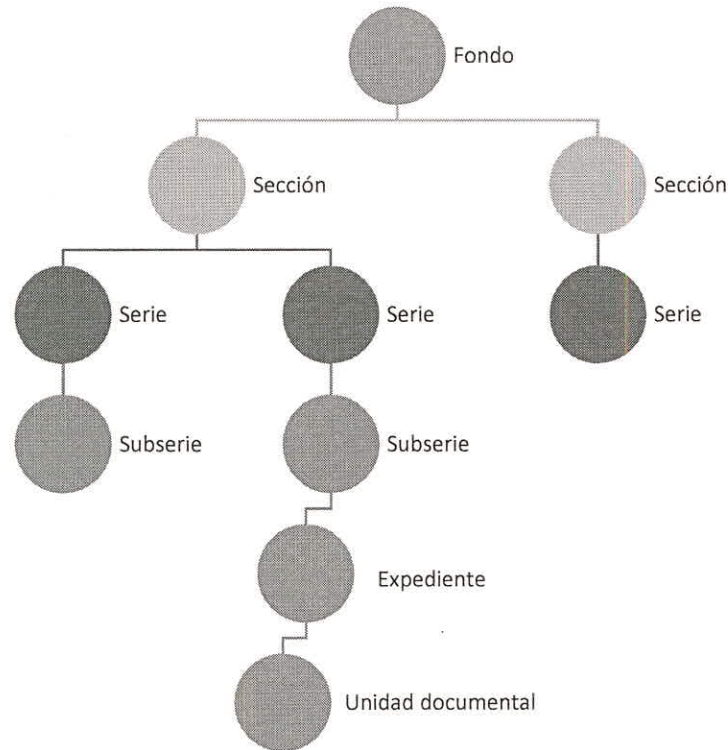 Fondo
Sección
Sección
Serie
Serie
Serie
Subserie
Subserie
Expediente
Unidad documental